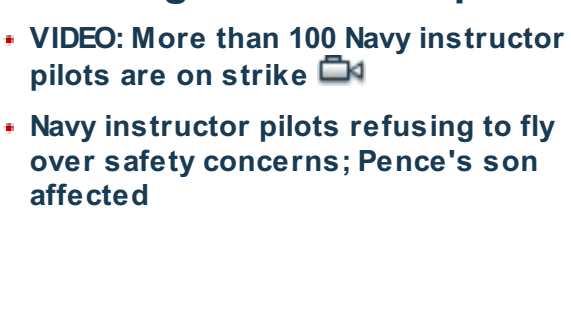 VIDEO: More than 100 Navy instructor
pilots are on strike
Navy instructor pilots refusing to fly
over safety concerns; Pence's son
affected